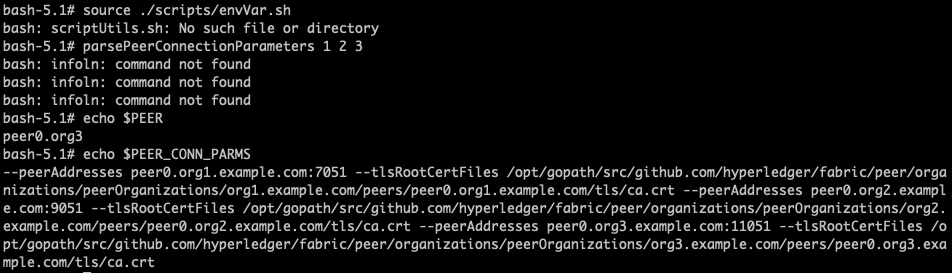 bash-5.1# source ./scripts/envVar.sh
bash: scriptUtils.sh: No such file or directory
bash-5.1# parsePeerConnectionParameters 1 2 3
bash: infoln: command not found
bash: infoln: command not found
bash: infoln: command not found
bash-5.1# echo $PEER
peer0.org3
bash-5.1# echo $PEER_CONN_PARMS
--peerAddresses peer0.org1.example.com:7051 --tlsRootCertFiles /opt/gopath/src/github.com/hyperledger/fabric/peer/orga
nizations/peerOrganizations/org1.example.com/peers/peer0.org1.example.com/tls/ca.crt --peerAddresses peer0.org2.exampl
e.com:9051 --tlsRootCertFiles /opt/gopath/src/github.com/hyperledger/fabric/peer/organizations/peerOrganizations/org2.
example.com/peers/peer0.org2.example.com/tls/ca.crt --peerAddresses peer0.org3.example.com:11051 --tlsRootCertFiles /o
pt/gopath/src/github.com/hyperledger/fabric/peer/organizations/peerOrganizations/org3.example.com/peers/peer0.org3.exa
mple.com/tls/ca.crt